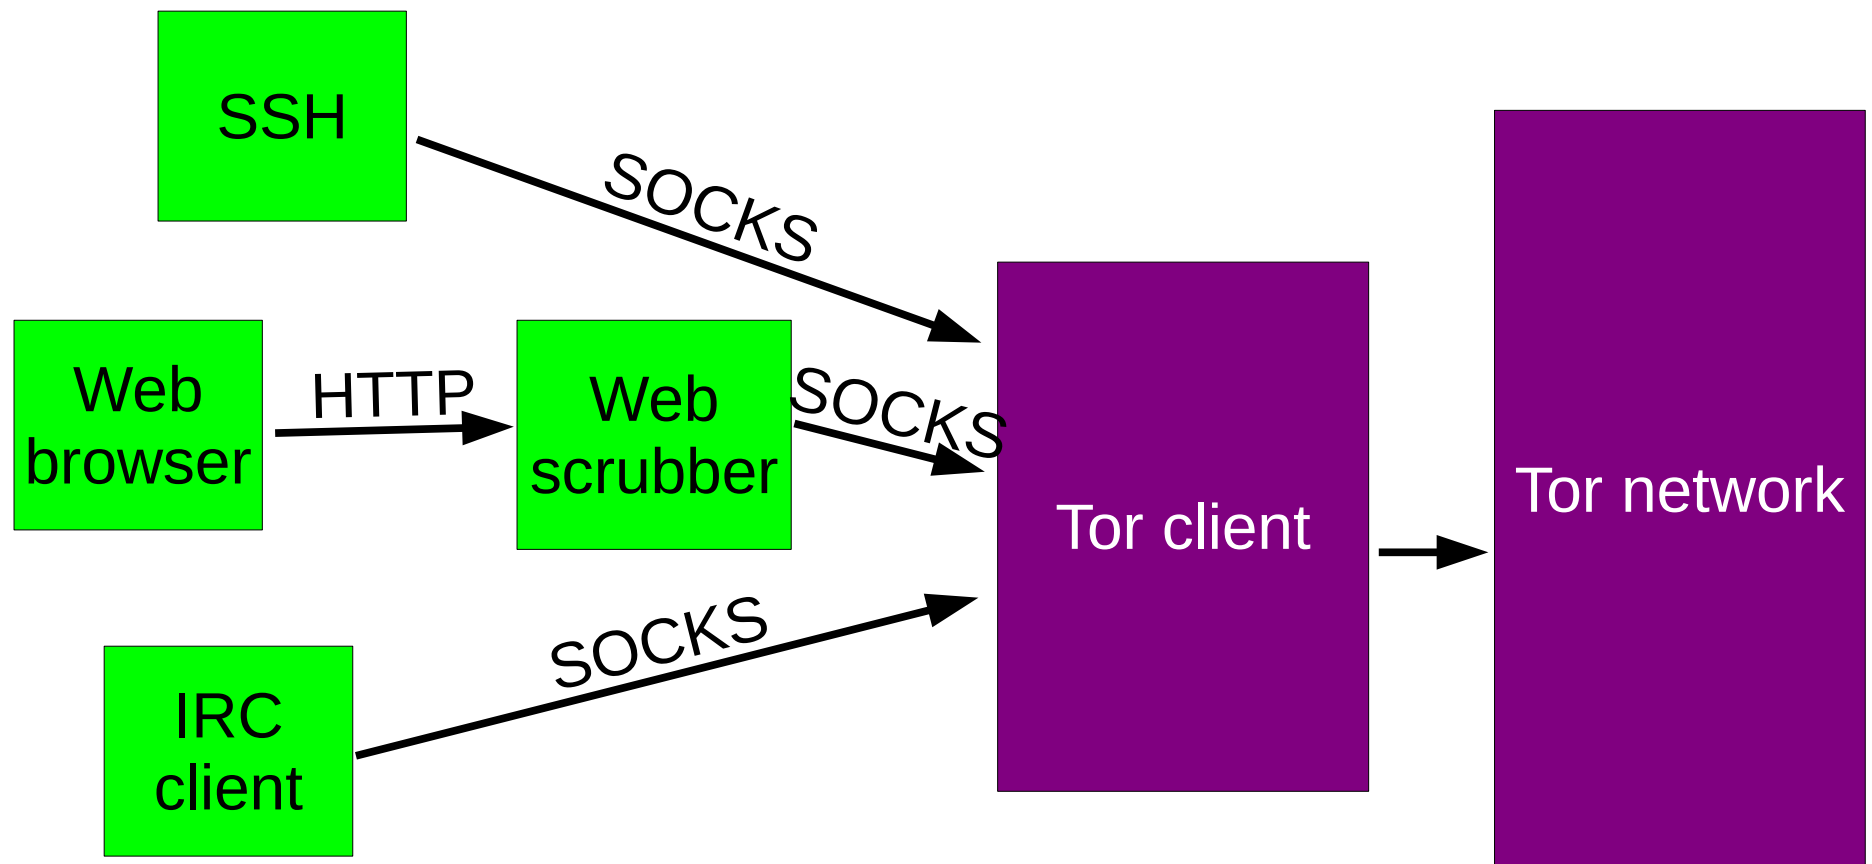 SSH
SOCKS
Web
browser
HTTP
Web
scrubber
SOCKS
SOCKS
IRC
client
Tor client
Tor network